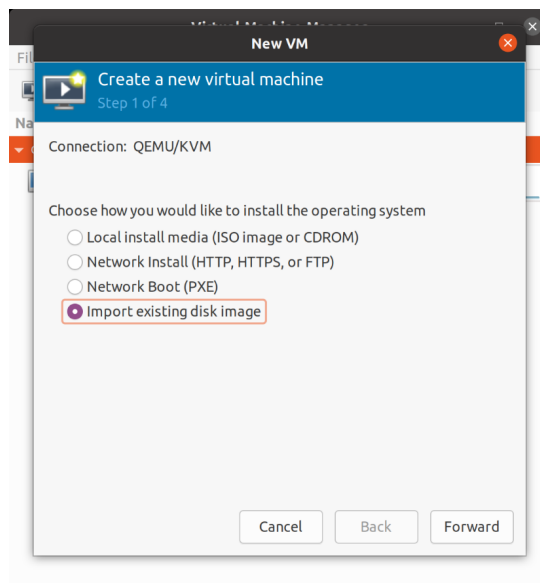 New VM
Fil
Create a new virtual machine
Step 1 of 4
Na
Connection: QEMU/KVM
Choose how you would like to install the operating system
Local install media (ISO image or CDROM)
Network Install (HTTP, HTTPS, or FTP)
Network Boot (PXE)
Import existing disk image
Cancel Back Forward